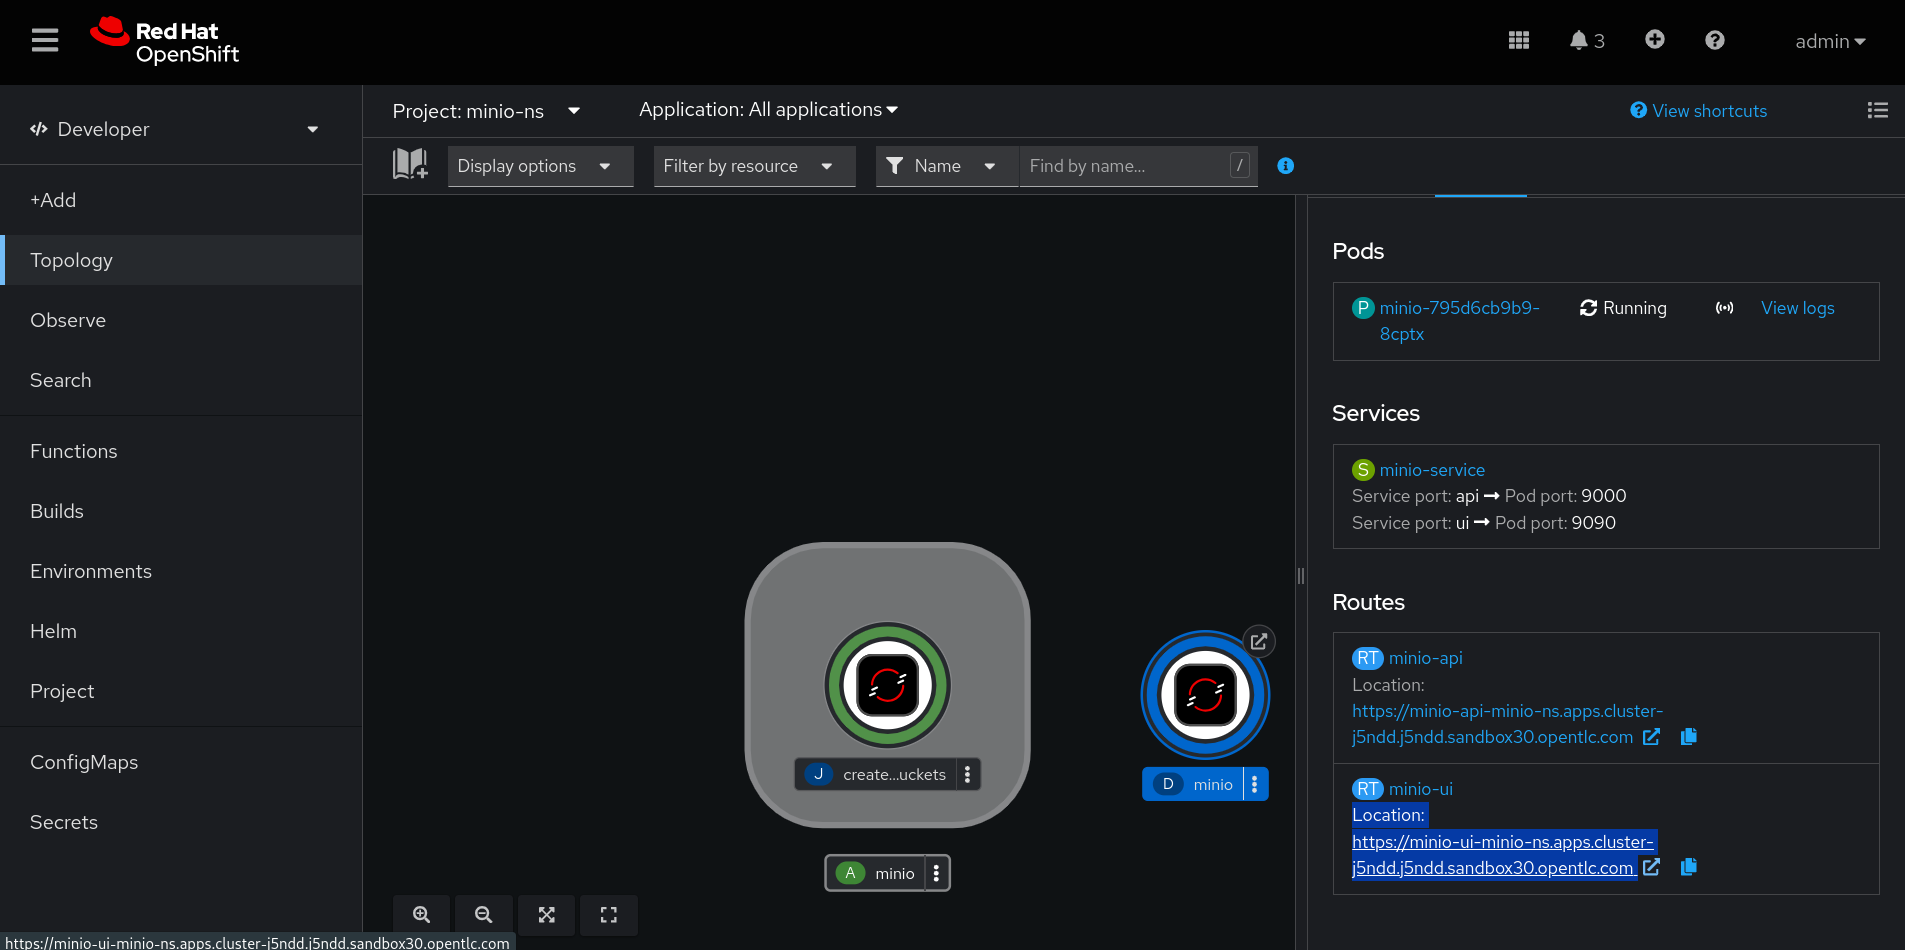 Red Hat
OpenShift
3
admin
Developer
Project: minio-ns
Application: All applications
View shortcuts
Display options
Filter by resource
Name
Find by name...
/
+Add
Topology
Observe
Search
Functions
Builds
Environments
Helm
Project
ConfigMaps
Secrets
J create...uckets
D minio
A minio
Pods
P minio-795d6cb9b9-
8cptx
Running
View logs
Services
S minio-service
Service port: api → Pod port: 9000
Service port: ui → Pod port: 9090
Routes
RT minio-api
Location:
https://minio-api-minio-ns.apps.cluster-
j5ndd.j5ndd.sandbox30.opentlc.com
RT minio-ui
Location:
https://minio-ui-minio-ns.apps.cluster-
j5ndd.j5ndd.sandbox30.opentlc.com
https://minio-ui-minio-ns.apps.cluster-j5ndd.j5ndd.sandbox30.opentlc.com